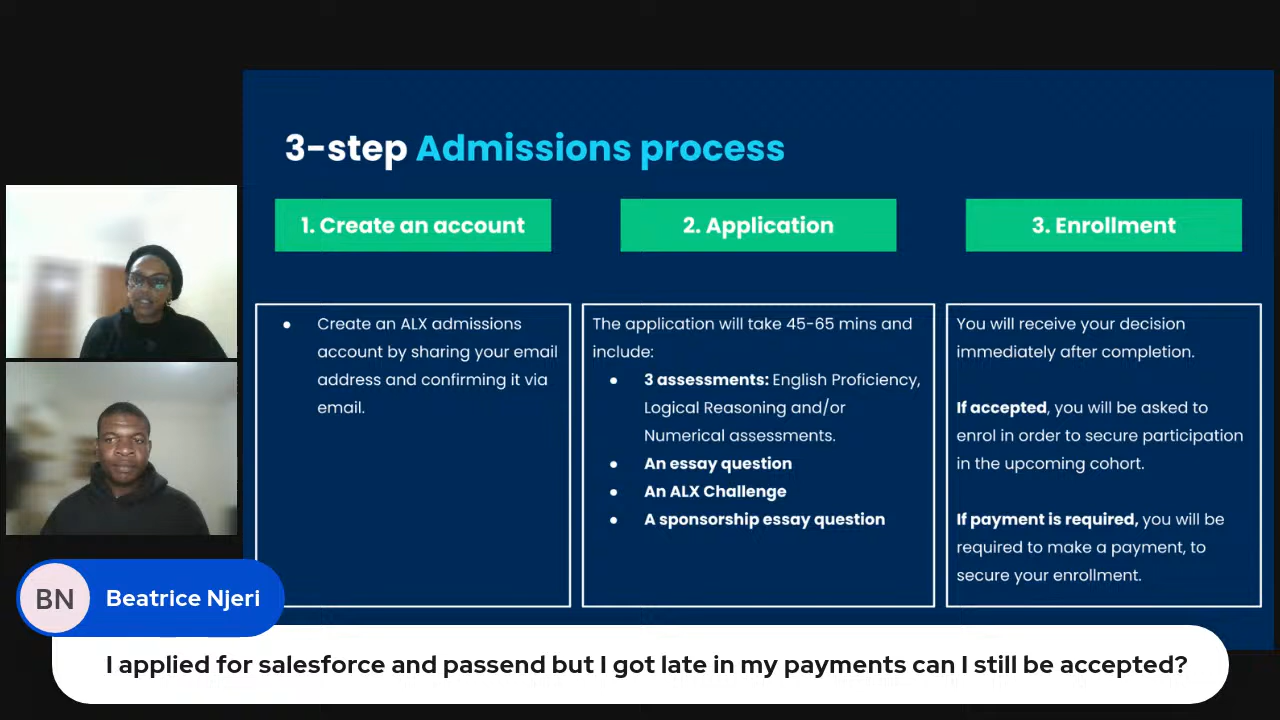 3-step Admissions process
1. Create an account
2. Application
3. Enrollment
● Create an ALX admissions
account by sharing your email
address and confirming it via
email.
The application will take 45-65 mins and
include:
● 3 assessments: English Proficiency,
Logical Reasoning and/or
Numerical assessments.
● An essay question
● An ALX Challenge
● A sponsorship essay question
You will receive your decision
immediately after completion.
If accepted, you will be asked to
enrol in order to secure participation
in the upcoming cohort.
If payment is required, you will be
required to make a payment, to
secure your enrollment.
BN
Beatrice Njeri
I applied for salesforce and passend but I got late in my payments can I still be accepted?